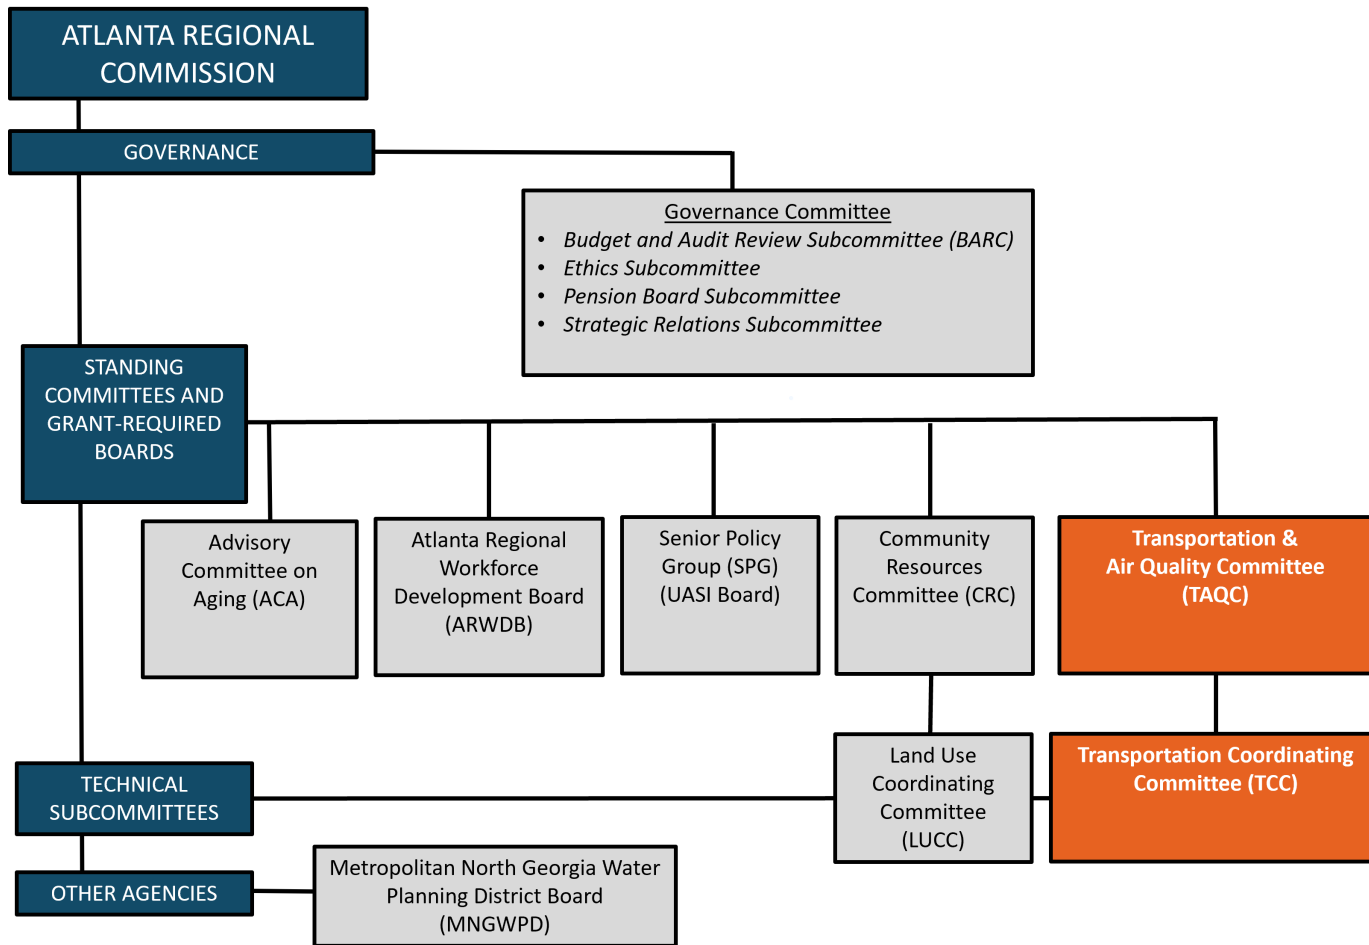 ATLANTA REGIONAL
COMMISSION
GOVERNANCE
Governance Committee
• Budget and Audit Review Subcommittee (BARC)
• Ethics Subcommittee
• Pension Board Subcommittee
• Strategic Relations Subcommittee
STANDING
COMMITTEES AND
GRANT-REQUIRED
BOARDS
Advisory
Committee on
Aging (ACA)
Atlanta Regional
Workforce
Development Board
(ARWDB)
Senior Policy
Group (SPG)
(UASI Board)
Community
Resources
Committee (CRC)
Transportation &
Air Quality Committee
(TAQC)
TECHNICAL
SUBCOMMITTEES
Land Use
Coordinating
Committee
(LUCC)
Transportation Coordinating
Committee (TCC)
OTHER AGENCIES
Metropolitan North Georgia Water
Planning District Board
(MNGWPD)